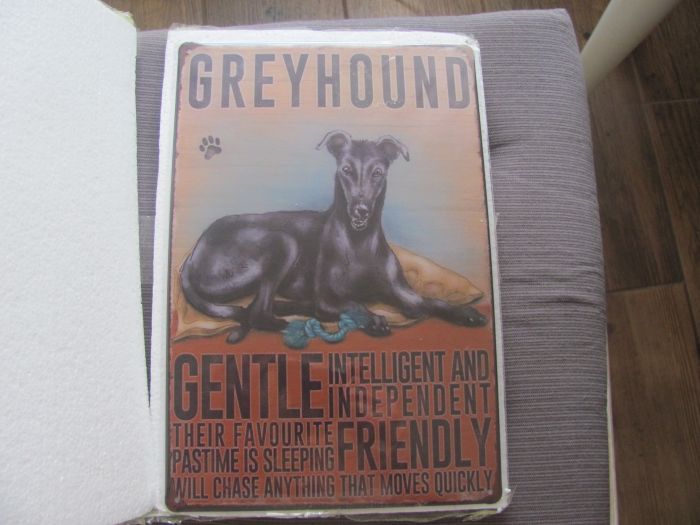 GREYHOUND
GENTLE
INTELLIGENT AND
INDEPENDENT
THEIR FAVOURITE
PASTIME IS SLEEPING
FRIENDLY
WILL CHASE ANYTHING THAT MOVES QUICKLY